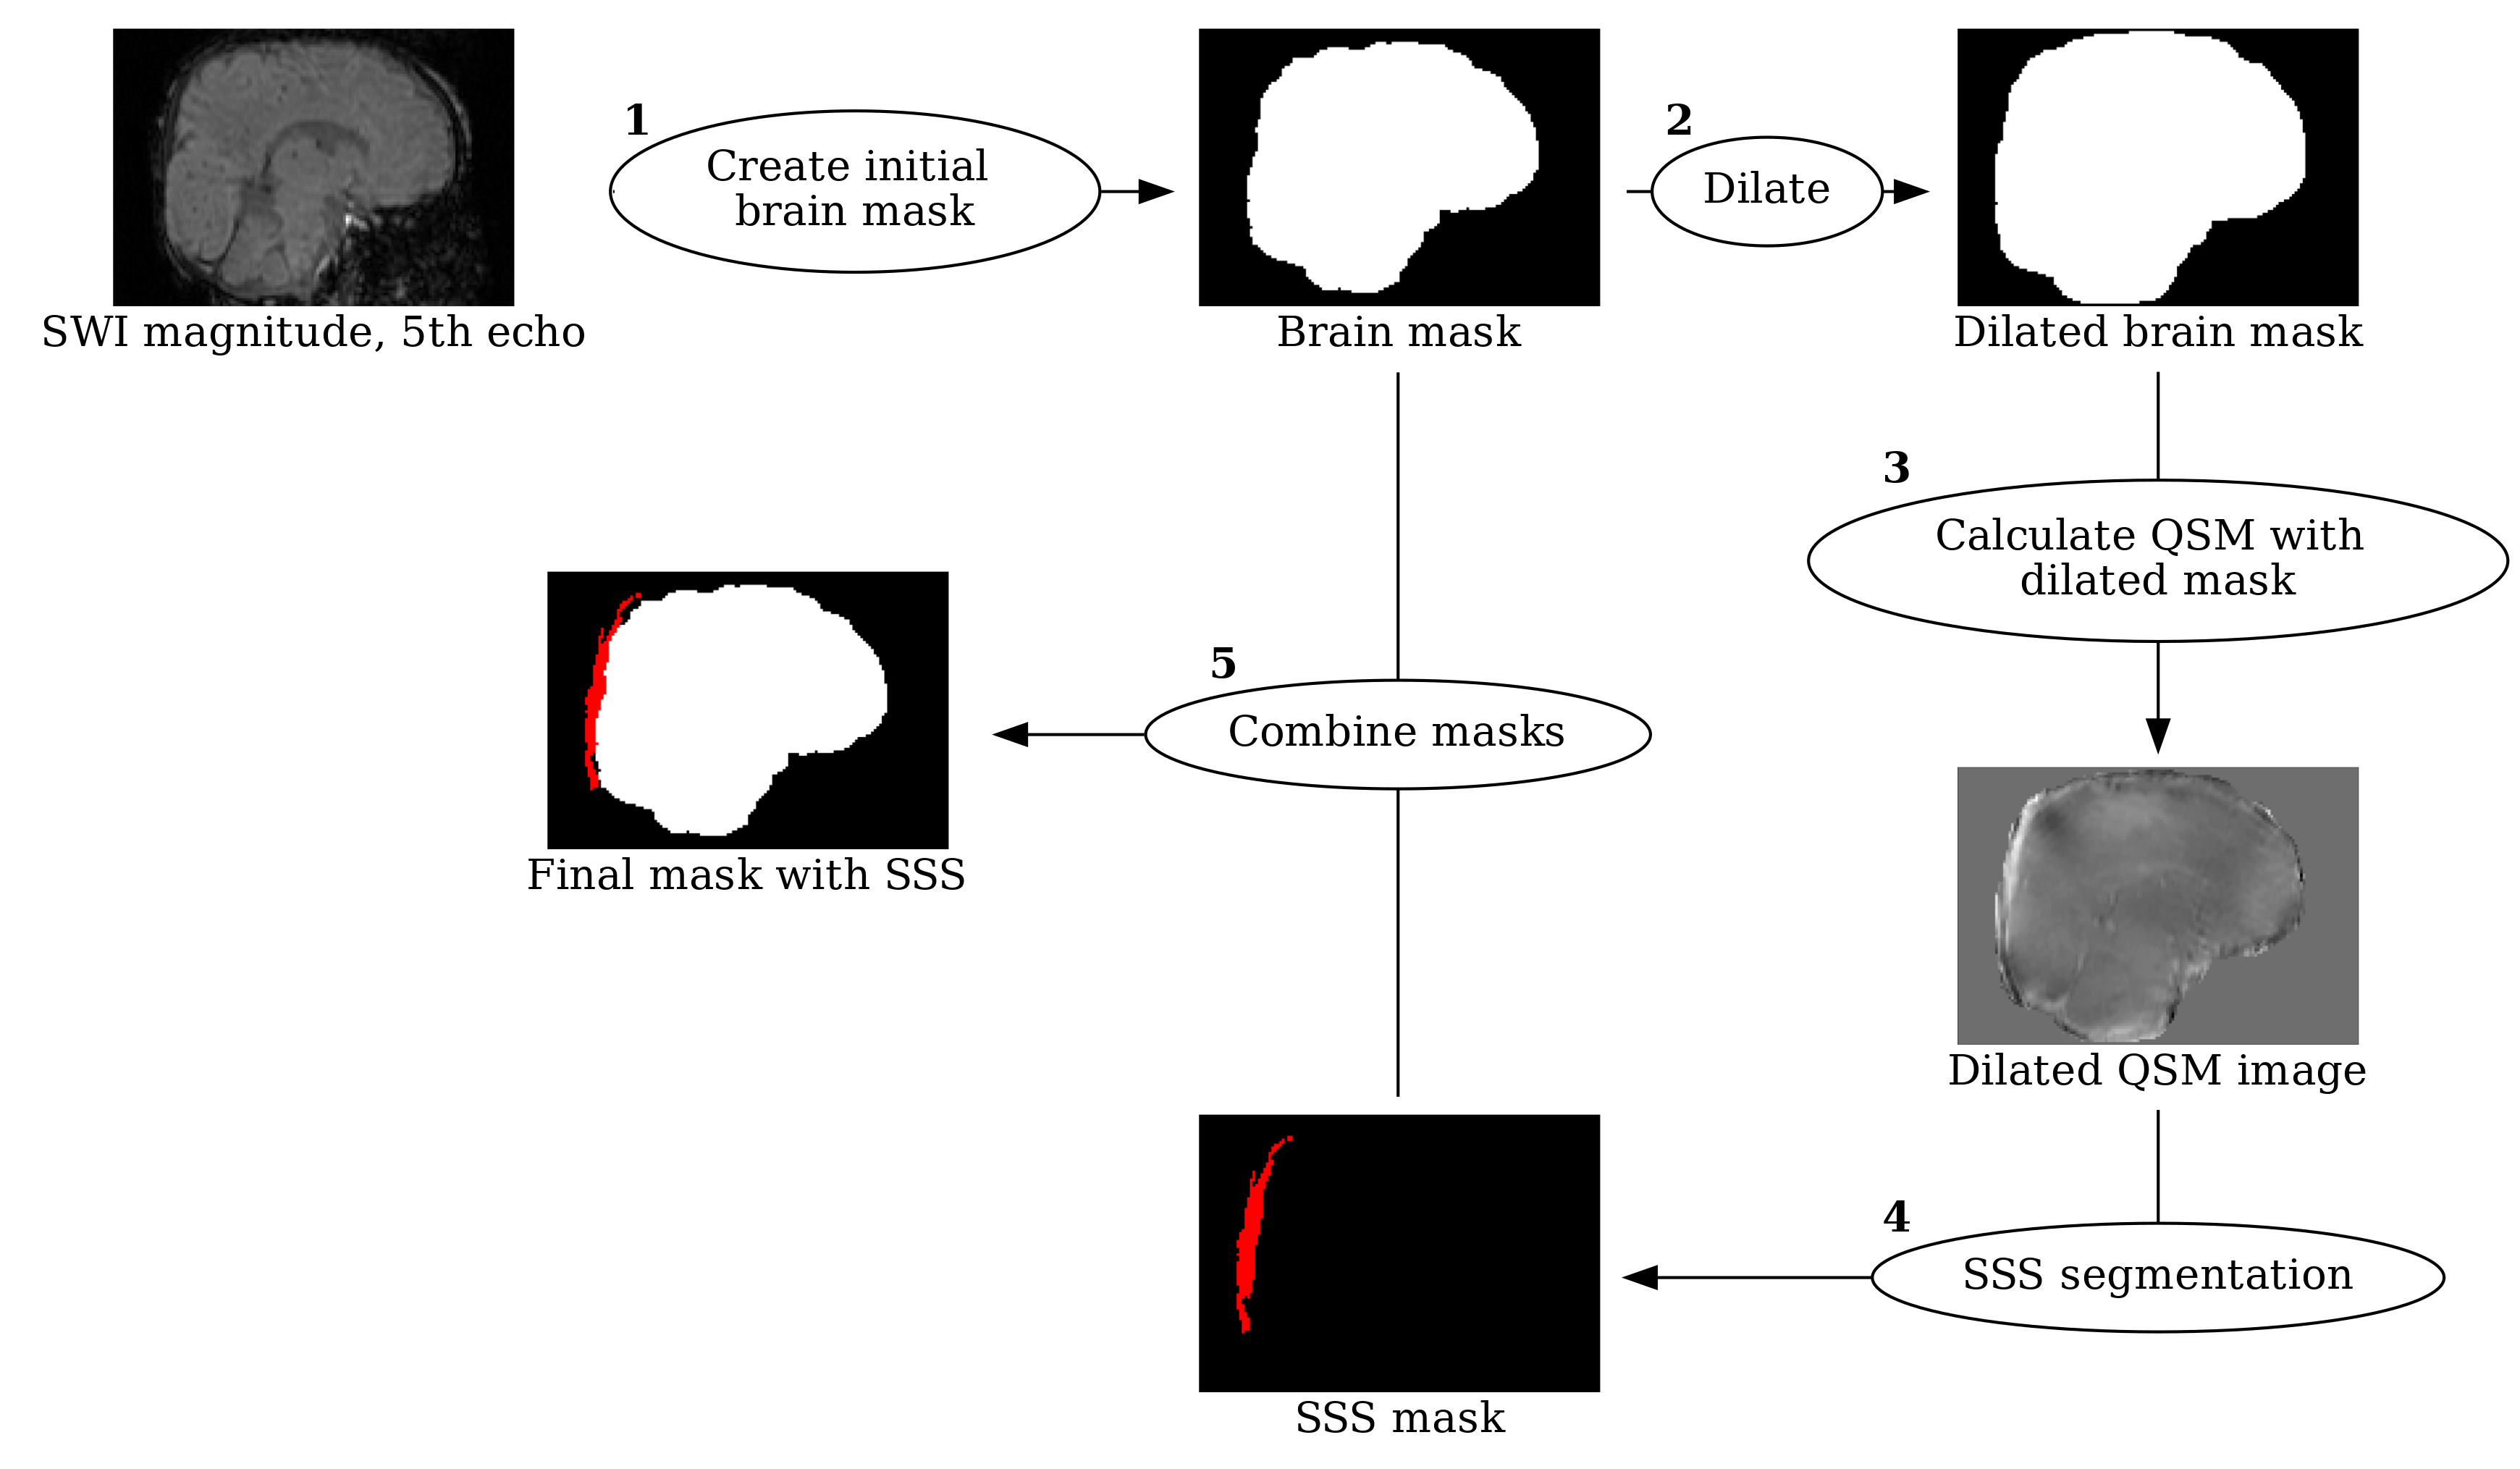 1
Create initial
brain mask
2
Dilate
SWI magnitude, 5th echo
Brain mask
Dilated brain mask
3
Calculate QSM with
dilated mask
5
Combine masks
Final mask with SSS
Dilated QSM image
4
SSS segmentation
SSS mask